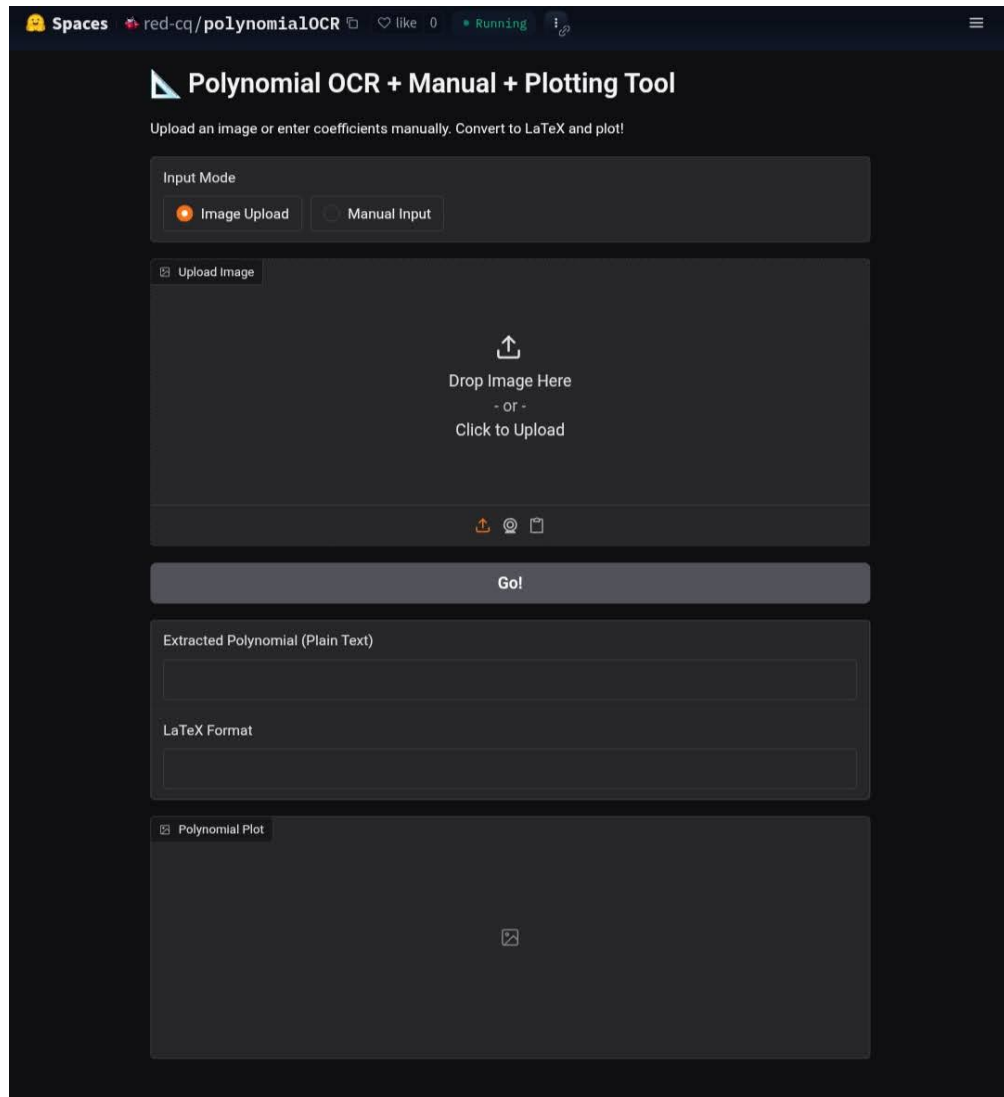 Spaces red-cq/polynomialOCR like 0 Running
Polynomial OCR + Manual + Plotting Tool
Upload an image or enter coefficients manually. Convert to LaTeX and plot!
Input Mode
Image Upload Manual Input
Upload Image
Drop Image Here
- or -
Click to Upload
Go!
Extracted Polynomial (Plain Text)
LaTeX Format
Polynomial Plot